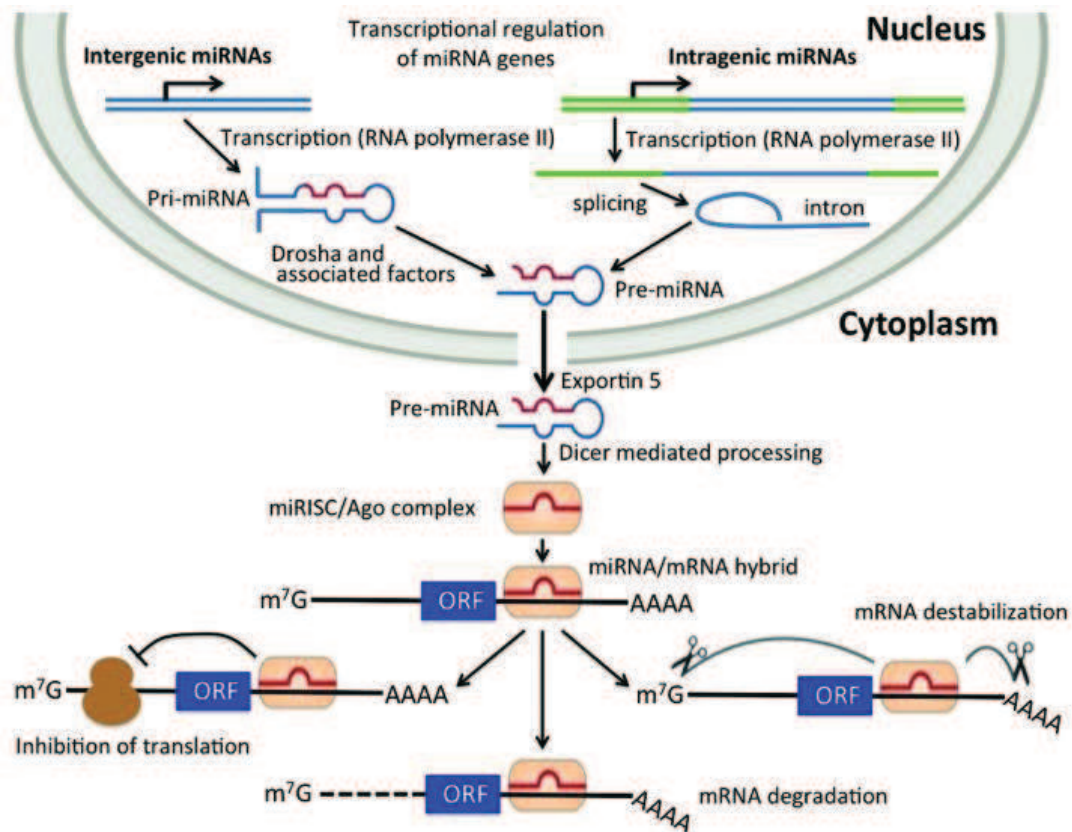 Transcriptional regulation
of miRNA genes
Nucleus
Intergenic miRNAs
Intragenic miRNAs
Transcription (RNA polymerase II)
Transcription (RNA polymerase II)
Pri-miRNA
splicing
intron
Drosha and
associated factors
Pre-miRNA
Cytoplasm
Exportin 5
Pre-miRNA
Dicer mediated processing
miRISC/Ago complex
miRNA/mRNA hybrid
m⁷G
ORF
AAAA
mRNA destabilization
m⁷G
ORF
AAAA
m⁷G
ORF
AAAA
Inhibition of translation
m⁷G
ORF
AAAA
mRNA degradation